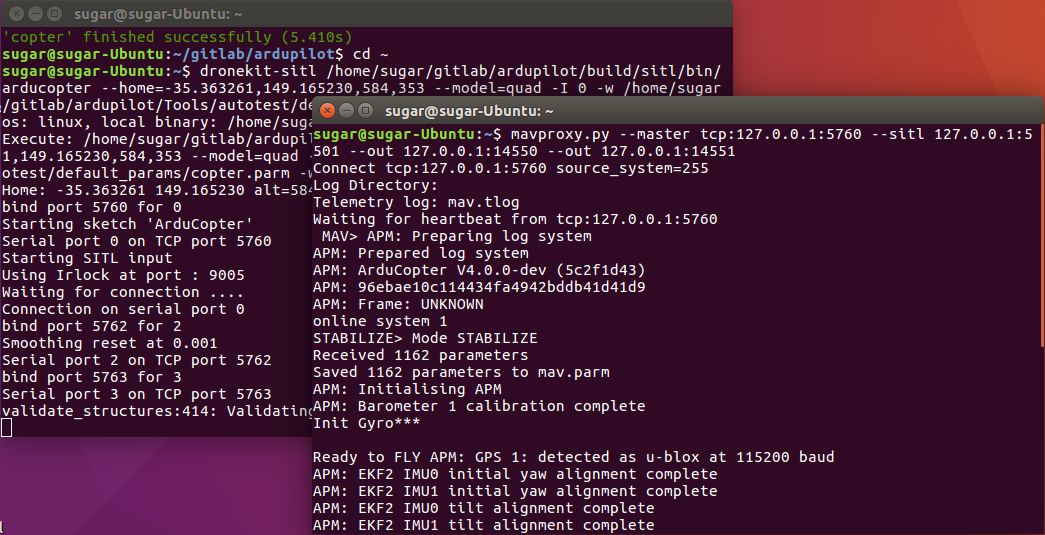 sugar@sugar-Ubuntu: ~
'copter' finished successfully (5.410s)
sugar@sugar-Ubuntu:~/gitlab/ardupilot$ cd ~
sugar@sugar-Ubuntu:~$ dronekit-sitl /home/sugar/gitlab/ardupilot/build/sitl/bin/
arducopter --home=-35.363261,149.165230,584,353 --model=quad -I 0 -w /home/sugar
/gitlab/ardupilot/Tools/autotest/de
os: linux, local binary: /home/suga
Execute: /home/sugar/gitlab/ardupil
1,149.165230,584,353 --model=quad
otest/default_params/copter.parm -w
Home: -35.363261 149.165230 alt=584
bind port 5760 for 0
Starting sketch 'ArduCopter'
Serial port 0 on TCP port 5760
Starting SITL input
Using Irlock at port : 9005
Waiting for connection ....
Connection on serial port 0
bind port 5762 for 2
Smoothing reset at 0.001
Serial port 2 on TCP port 5762
bind port 5763 for 3
Serial port 3 on TCP port 5763
validate_structures:414: Validating
sugar@sugar-Ubuntu: ~
sugar@sugar-Ubuntu:~$ mavproxy.py --master tcp:127.0.0.1:5760 --sitl 127.0.0.1:5
501 --out 127.0.0.1:14550 --out 127.0.0.1:14551
Connect tcp:127.0.0.1:5760 source_system=255
Log Directory:
Telemetry log: mav.tlog
Waiting for heartbeat from tcp:127.0.0.1:5760
MAV> APM: Preparing log system
APM: Prepared log system
APM: ArduCopter V4.0.0-dev (5c2f1d43)
APM: 96ebae10c114434fa4942bddb41d41d9
APM: Frame: UNKNOWN
online system 1
STABILIZE> Mode STABILIZE
Received 1162 parameters
Saved 1162 parameters to mav.parm
APM: Initialising APM
APM: Barometer 1 calibration complete
Init Gyro***
Ready to FLY APM: GPS 1: detected as u-blox at 115200 baud
APM: EKF2 IMU0 initial yaw alignment complete
APM: EKF2 IMU1 initial yaw alignment complete
APM: EKF2 IMU0 tilt alignment complete
APM: EKF2 IMU1 tilt alignment complete